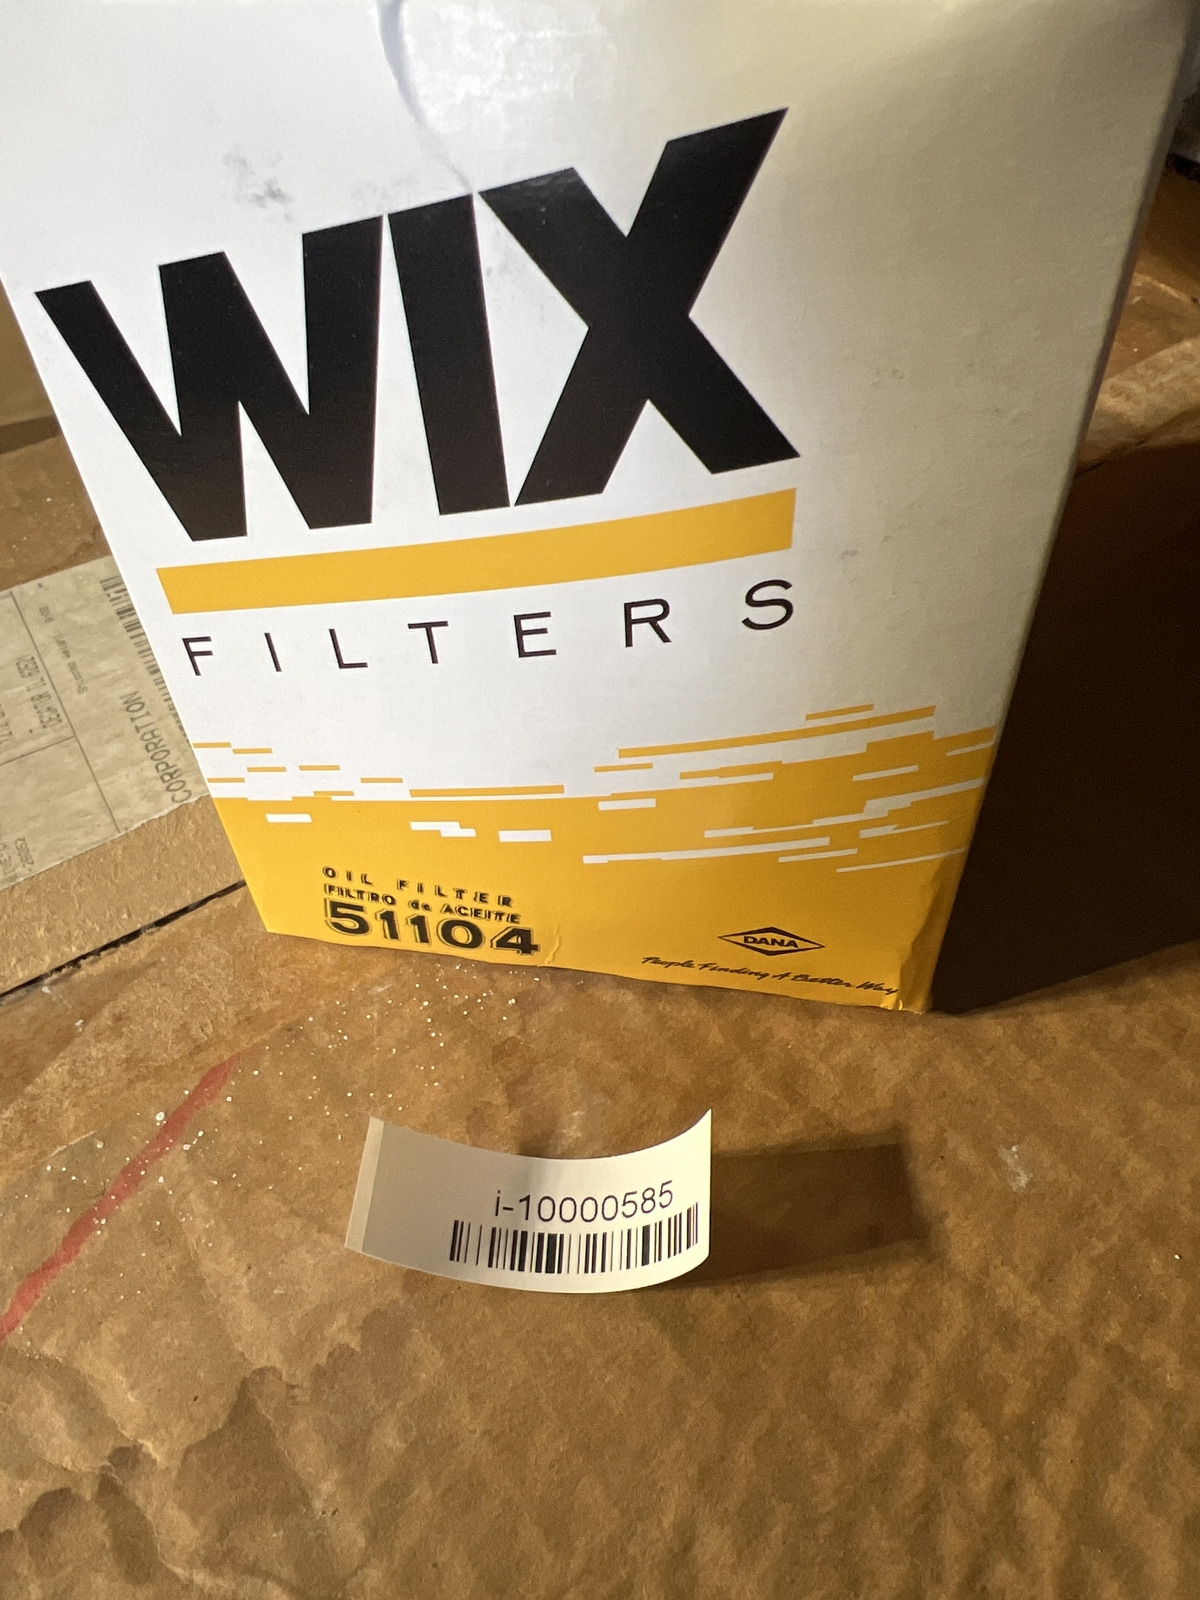 WIX
FILTERS
OIL FILTER
FILTRO de ACEITE
51104
DANA
People Finding A Better Way
CORPORATION
i-10000585